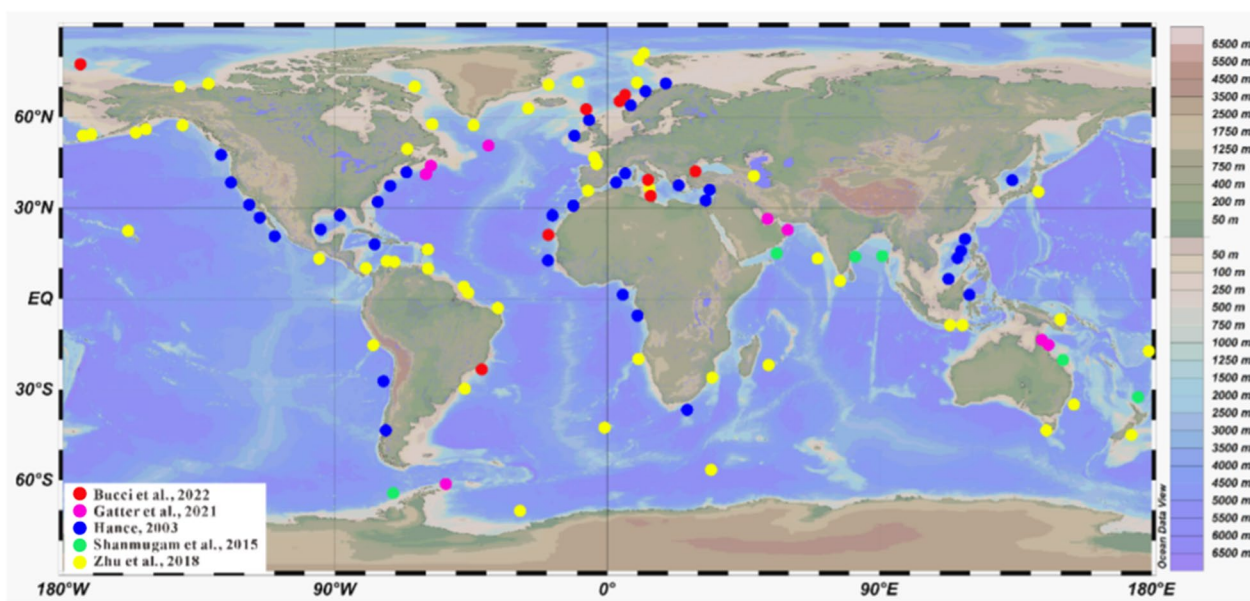 60°N
30°N
EQ
30°S
60°S
180°W
90°W
0°
90°E
180°E
Bucci et al., 2022
Gatter et al., 2021
Hance, 2003
Shanmugam et al., 2015
Zhu et al., 2018
Ocean Data View
6500 m
5500 m
4500 m
3500 m
2500 m
1750 m
1250 m
750 m
400 m
200 m
50 m
50 m
100 m
250 m
500 m
750 m
1000 m
1250 m
1500 m
2000 m
2500 m
3000 m
3500 m
4000 m
4500 m
5000 m
5500 m
6000 m
6500 m